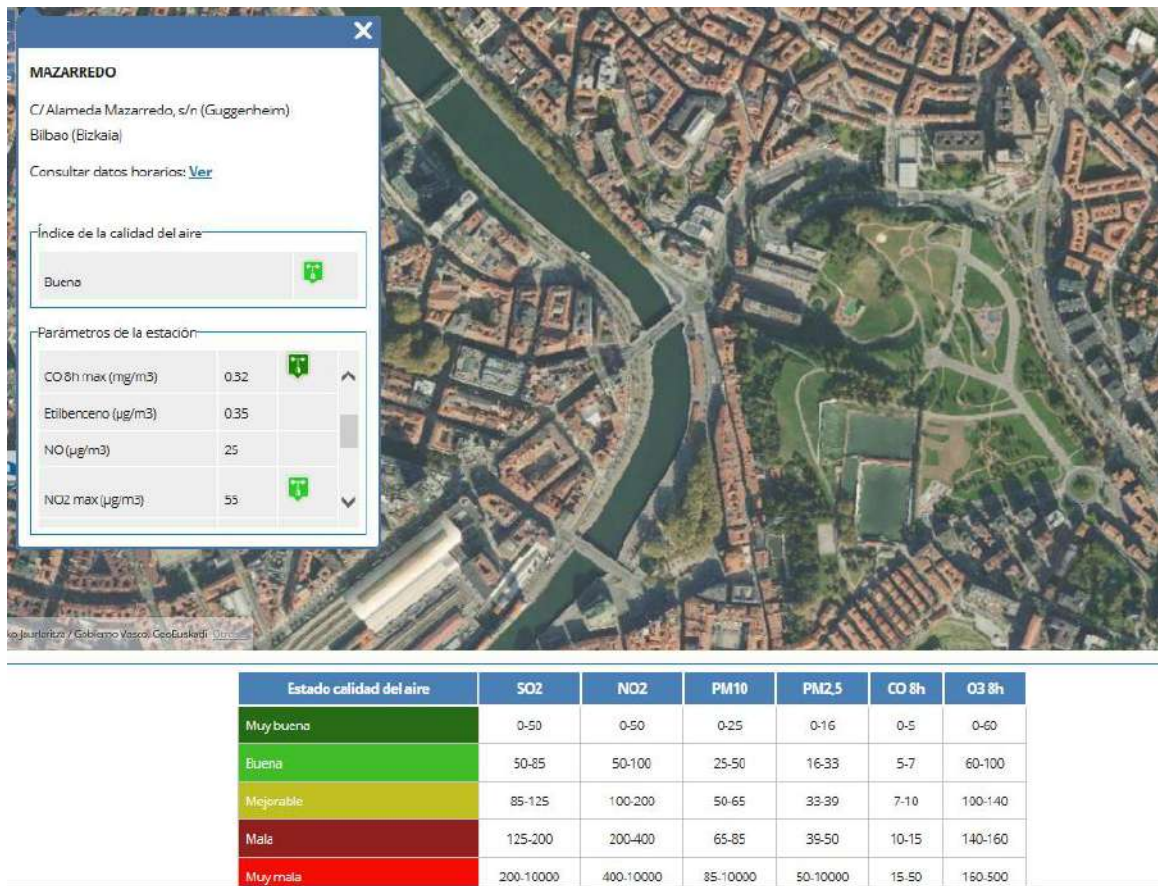 MAZARREDO
C/ Alameda Mazarredo, s/n (Guggenheim)
Bilbao (Bizkaia)
Consultar datos horarios: Ver
Índice de la calidad del aire
Buena
Parámetros de la estación
CO 8h max (mg/m3) 0.32
Etilbenceno (µg/m3) 0.35
NO (µg/m3) 25
NO2 max (µg/m3) 55
ko Jaurlaritza / Gobierno Vasco, GeoEuskadi
Estado calidad del aire SO2 NO2 PM10 PM2,5 CO 8h O3 8h
Muy buena 0-50 0-50 0-25 0-16 0-5 0-60
Buena 50-85 50-100 25-50 16-33 5-7 60-100
Mejorable 85-125 100-200 50-65 33-39 7-10 100-140
Mala 125-200 200-400 65-85 39-50 10-15 140-160
Muy mala 200-10000 400-10000 85-10000 50-10000 15-50 160-500